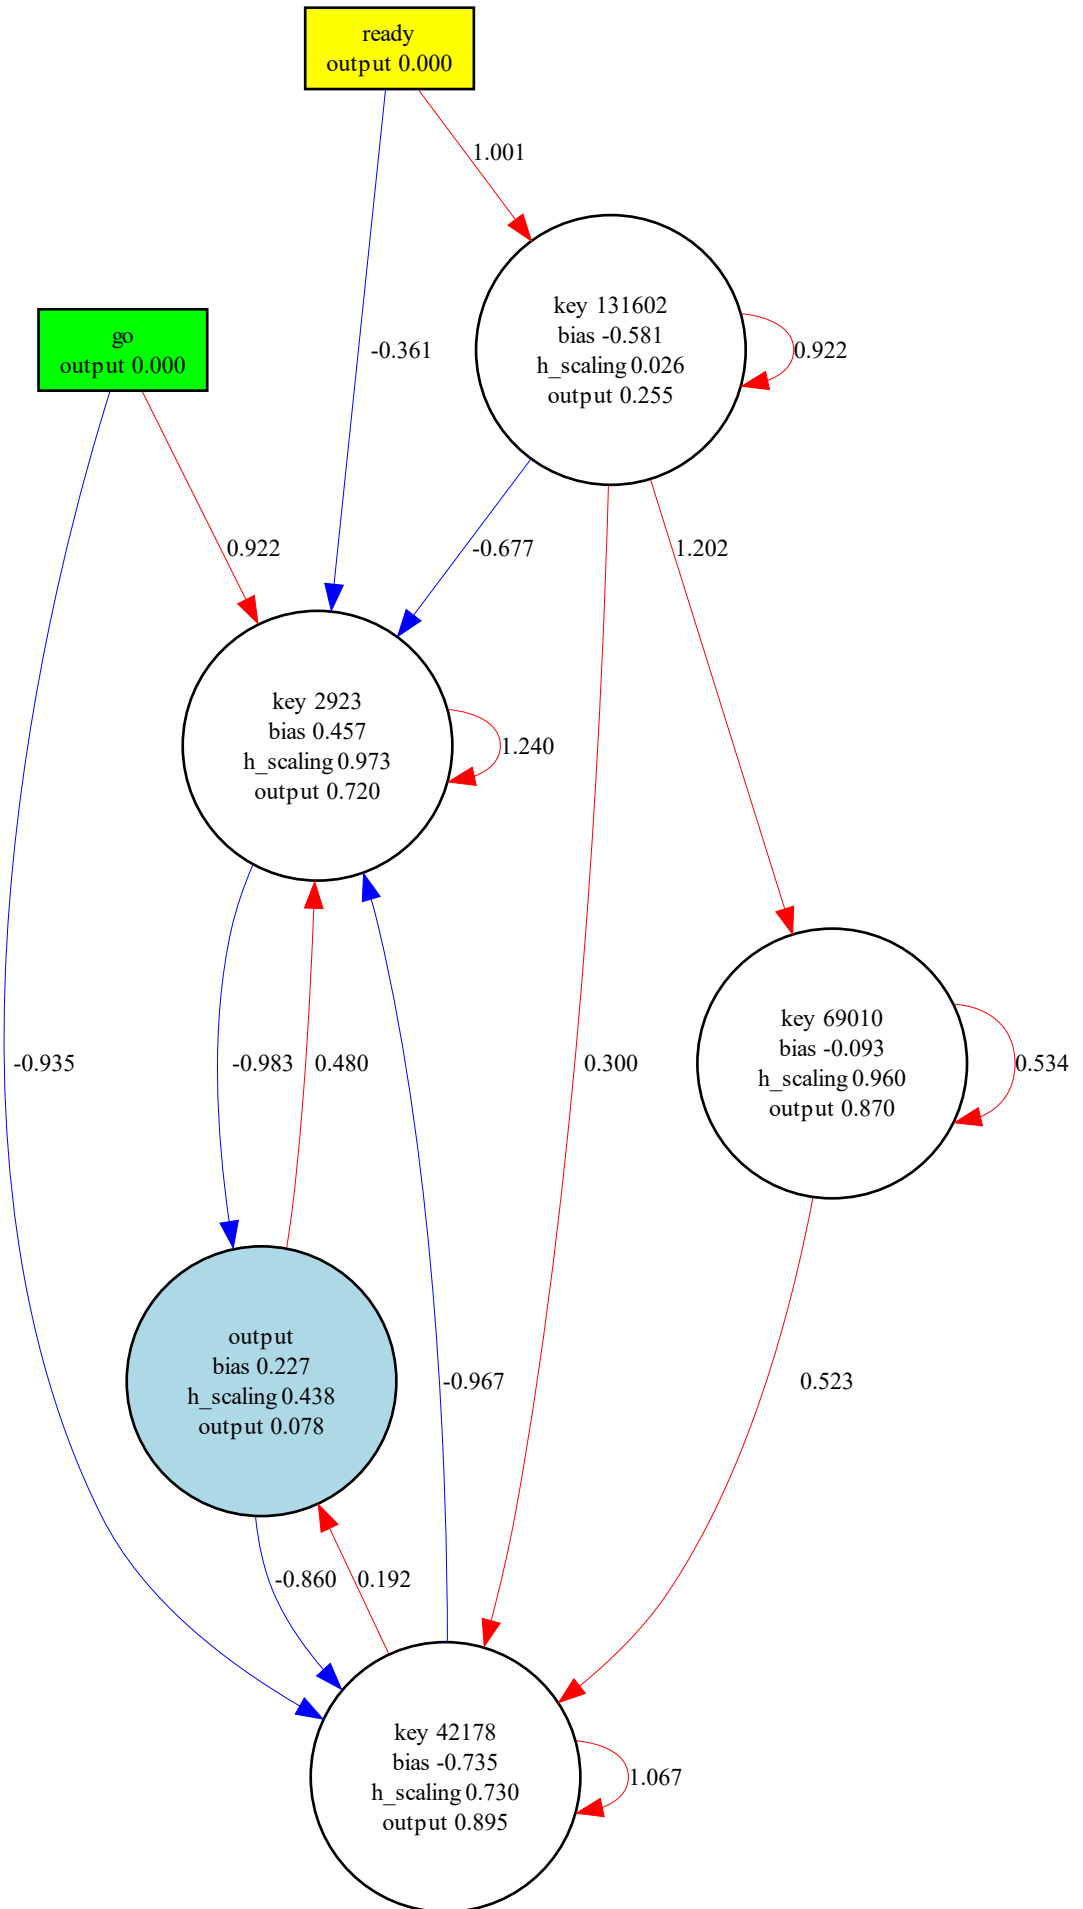 ready
output 0.000
1.001
key 131602
bias -0.581
h_scaling 0.026
output 0.255
0.922
go
output 0.000
-0.361
0.922
-0.677
1.202
key 2923
bias 0.457
h_scaling 0.973
output 0.720
1.240
key 69010
bias -0.093
h_scaling 0.960
output 0.870
0.534
-0.935
-0.983
0.480
0.300
output
bias 0.227
h_scaling 0.438
output 0.078
-0.967
0.523
-0.860
0.192
key 42178
bias -0.735
h_scaling 0.730
output 0.895
1.067